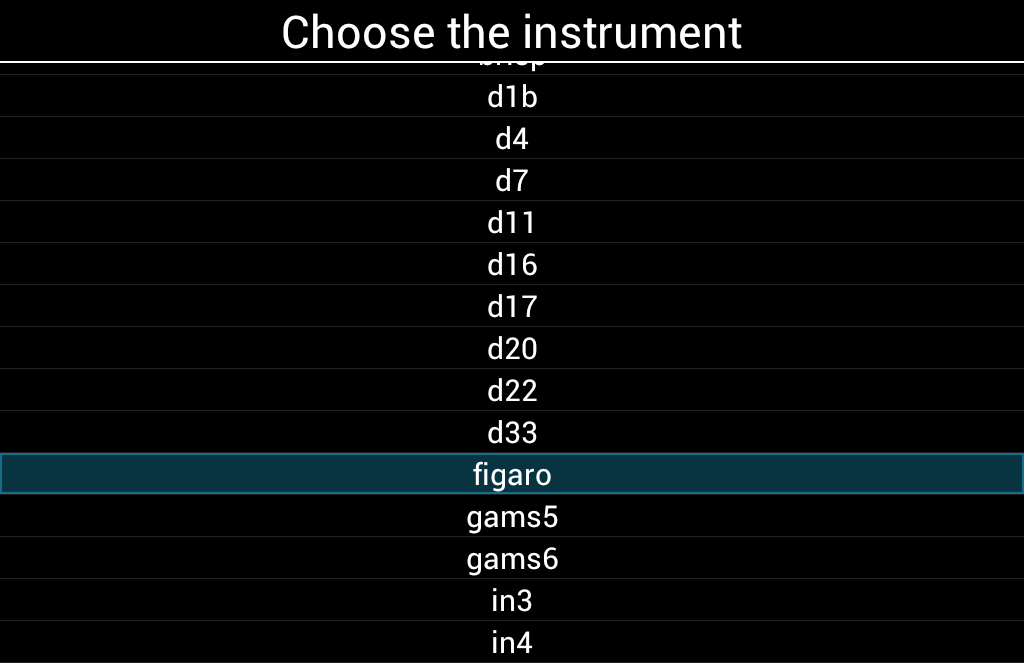 Choose the instrument
d1b
d4
d7
d11
d16
d17
d20
d22
d33
figaro
gams5
gams6
in3
in4